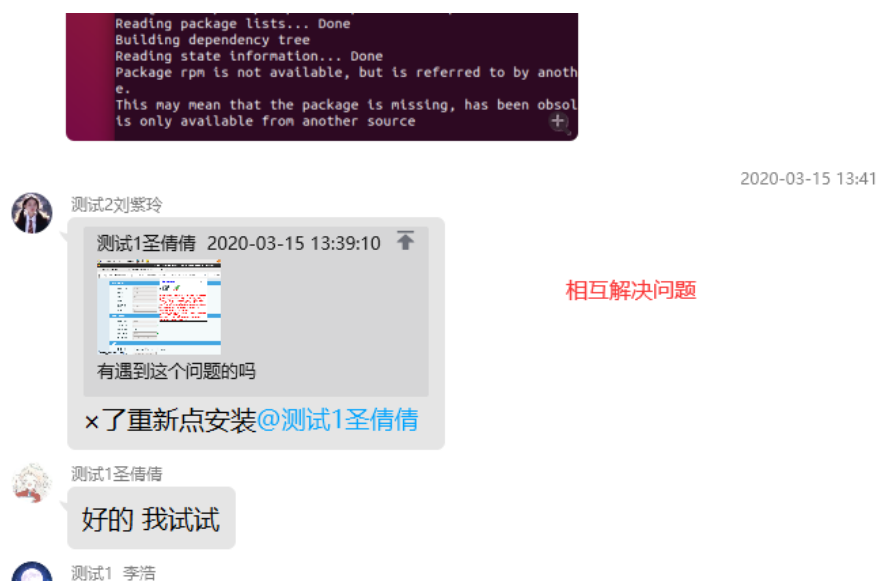 Reading package lists... Done
Building dependency tree
Reading state information... Done
Package rpm is not available, but is referred to by anoth
e.
This may mean that the package is missing, has been obsol
is only available from another source
2020-03-15 13:41
测试2刘紫玲
测试1圣倩倩 2020-03-15 13:39:10
相互解决问题
有遇到这个问题的吗
×了重新点安装@测试1圣倩倩
测试1圣倩倩
好的 我试试
测试1 李浩